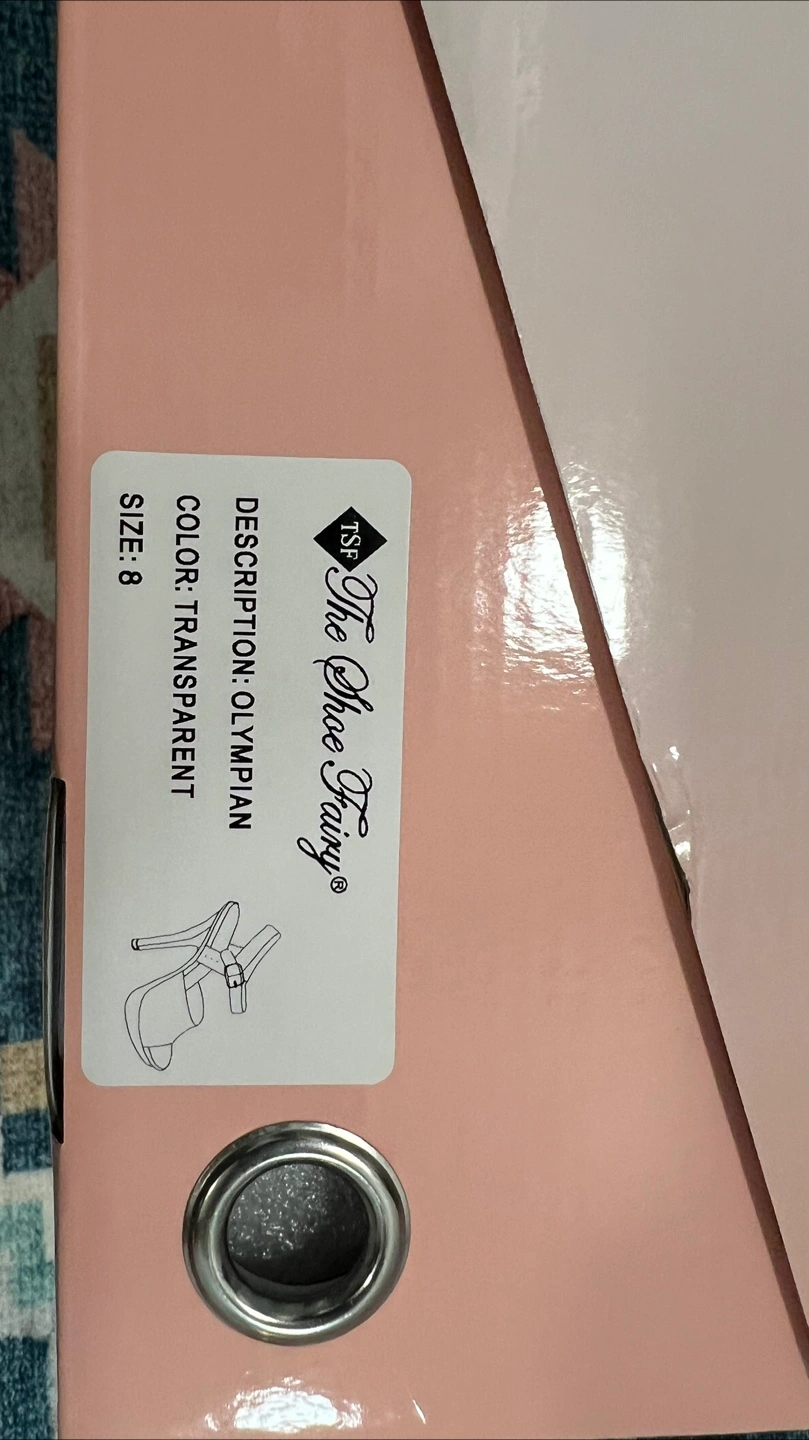 TSF The Shoe Fairy®
DESCRIPTION: OLYMPIAN
COLOR: TRANSPARENT
SIZE: 8